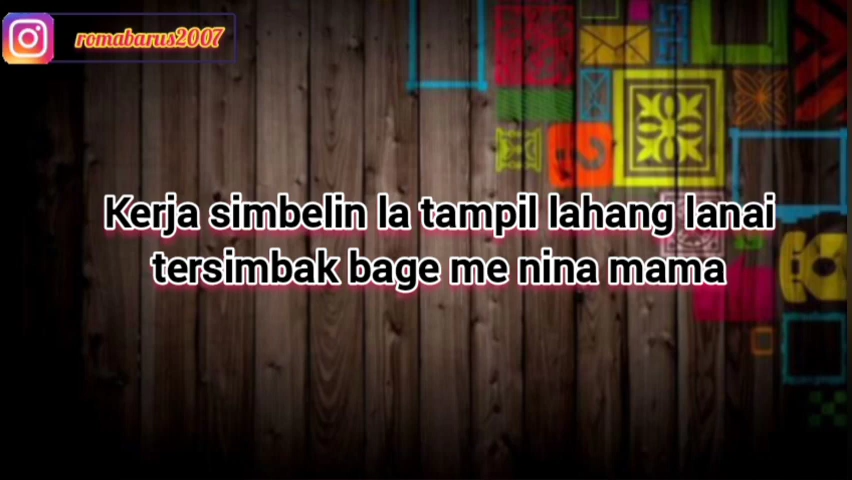 romabarus2007
Kerja simbelin la tampil lahang lanai
tersimbak bage me nina mama